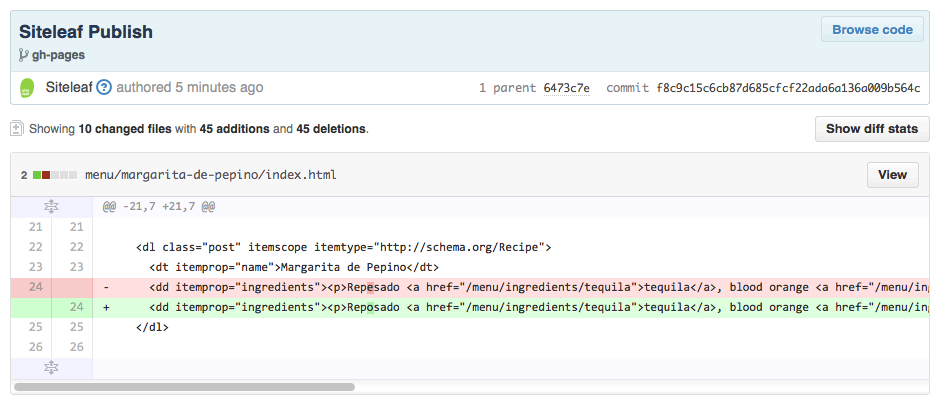 Siteleaf Publish
Browse code
gh-pages
Siteleaf ? authored 5 minutes ago
1 parent 6473c7e commit f8c9c15c6cb87d685cfcf22ada6a136a009b564c
Showing 10 changed files with 45 additions and 45 deletions.
Show diff stats
2 menu/margarita-de-pepino/index.html
View
@@ -21,7 +21,7 @@
21 21
22 22 <dl class="post" itemscope itemtype="http://schema.org/Recipe">
23 23 <dt itemprop="name">Margarita de Pepino</dt>
24 - <dd itemprop="ingredients"><p>Repesado <a href="/menu/ingredients/tequila">tequila</a>, blood orange <a href="/menu/ing
24 + <dd itemprop="ingredients"><p>Reposado <a href="/menu/ingredients/tequila">tequila</a>, blood orange <a href="/menu/ing
25 25 </dl>
26 26